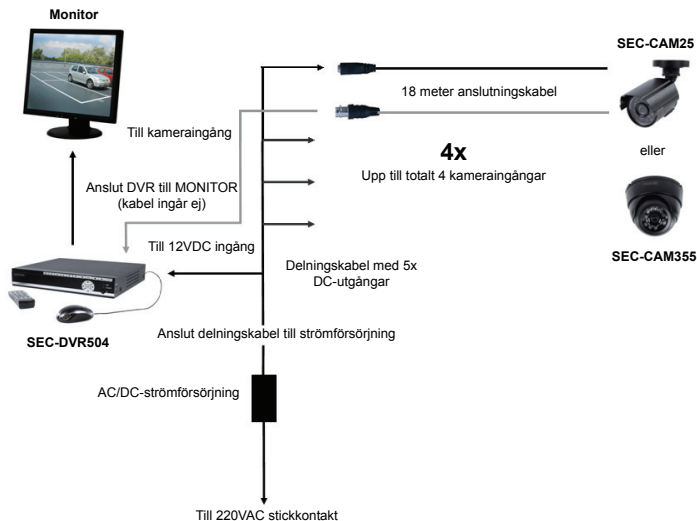 Monitor
SEC-CAM25
18 meter anslutningskabel
Till kameraingång
4x
eller
Upp till totalt 4 kameraingångar
Anslut DVR till MONITOR
(kabel ingår ej)
Till 12VDC ingång
SEC-CAM355
Delningskabel med 5x
DC-utgångar
SEC-DVR504
Anslut delningskabel till strömförsörjning
AC/DC-strömförsörjning
Till 220VAC stickkontakt